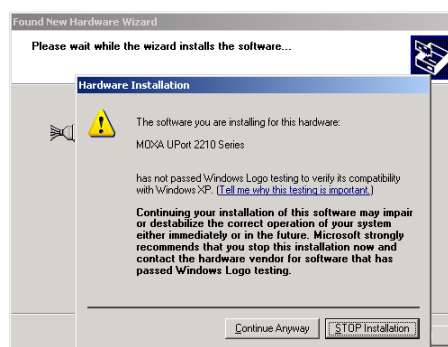 Found New Hardware Wizard
Please wait while the wizard installs the software...
Hardware Installation
The software you are installing for this hardware:
MOXA UPort 2210 Series
has not passed Windows Logo testing to verify its compatibility
with Windows XP. (Tell me why this testing is important.)
Continuing your installation of this software may impair
or destabilize the correct operation of your system
either immediately or in the future. Microsoft strongly
recommends that you stop this installation now and
contact the hardware vendor for software that has
passed Windows Logo testing.
Continue Anyway
STOP Installation